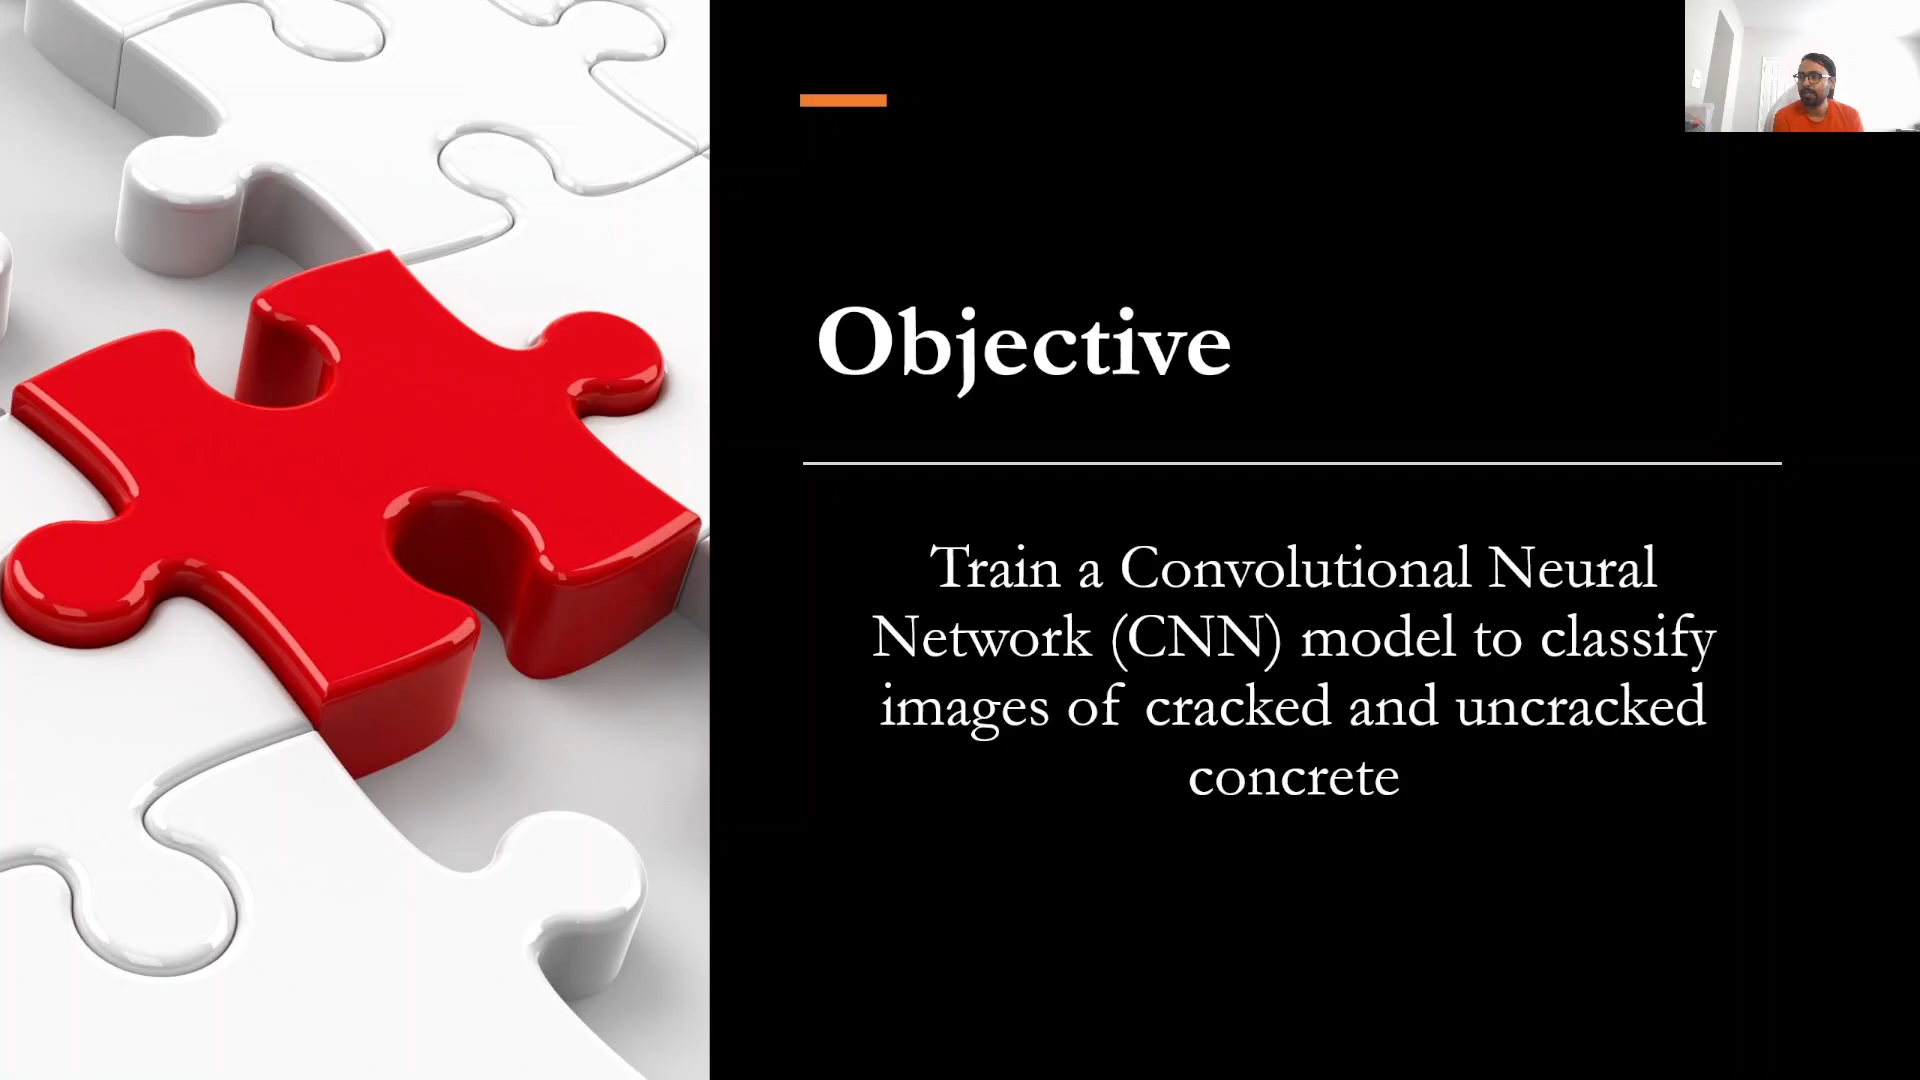 Objective
Train a Convolutional Neural
Network (CNN) model to classify
images of cracked and uncracked
concrete